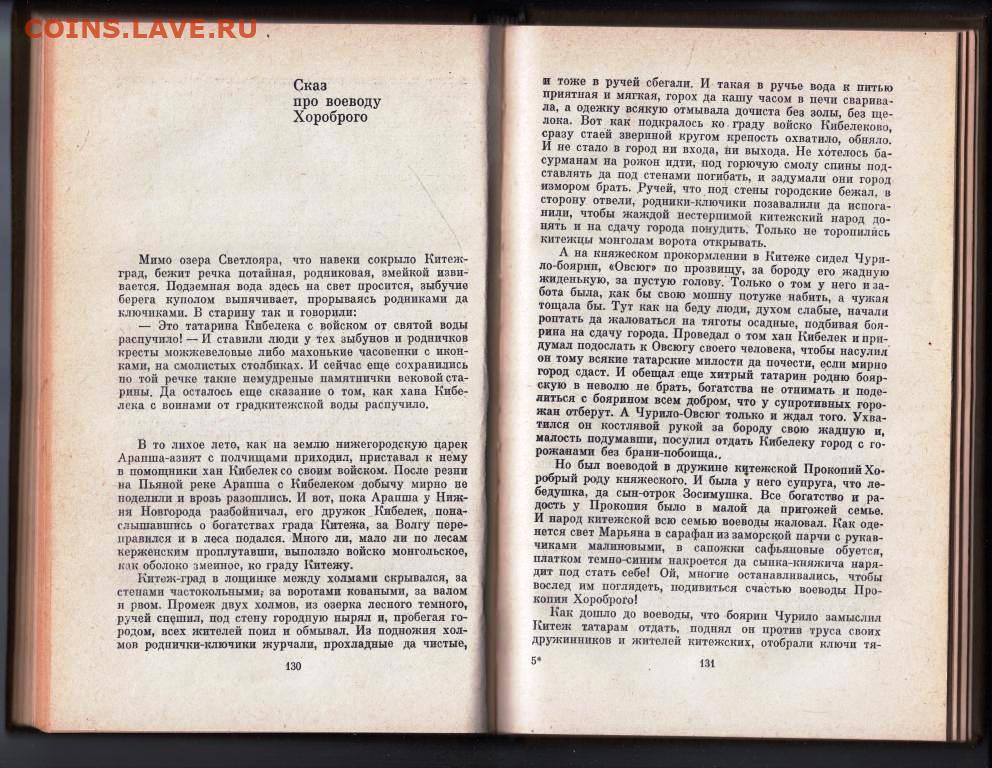 COINS.LAVE.RU
Сказ
про воеводу
Хороброго
Мимо озера Светлояра, что навеки сокрыло Китеж-
град, бежит речка потайная, родниковая, змейкой изви-
вается. Подземная вода здесь на свет просится, зыбучие
берега куполом выпячивает, прорываясь родниками да
ключиками. В старину так и говорили:
— Это татарина Кибелека с войском от святой воды
распучило! — И ставили люди у тех зыбунов и родничков
кресты можжевеловые либо махонькие часовенки с икон-
ками, на смолистых столбиках. И сейчас еще сохранились
по той речке такие немудреные памятнички вековой ста-
рины. Да осталось еще сказание о том, как хана Кибе-
лека с воинами от градкитежской воды распучило.
В то лихое лето, как на землю нижегородскую царек
Арапша-азият с полчищами приходил, приставал к нему
в помощники хан Кибелек со своим войском. После резни
на Пьяной реке Арапша с Кибелеком добычу мирно не
поделили и врозь разошлись. И вот, пока Арапша у Ниж-
ня Новгорода разбойничал, его дружок Кибелек, пона-
слышавшись о богатствах града Китежа, за Волгу пере-
правился и в леса подался. Много ли, мало ли по лесам
керженским проплутавши, выползло войско монгольское,
как оболоко змеиное, ко граду Китежу.
Китеж-град в лощинке между холмами скрывался, за
стенами частокольными, за воротами коваными, за валом
и рвом. Промеж двух холмов, из озерка лесного темного,
ручей спешил, под стену городную нырял и, пробегая го-
родом, всех жителей поил и обмывал. Из подножия хол-
мов роднички-ключики журчали, прохладные да чистые,
130
и тоже в ручей сбегали. И такая в ручье вода к питью
приятная и мягкая, горох да кашу часом в печи сварива-
ла, а одежку всякую отмывала дочиста без золы, без ще-
лока. Вот как подкралось ко граду войско Кибелеково,
сразу стаей звериной кругом крепость охватило, обняло.
И не стало в город ни входа, ни выхода. Не хотелось ба-
сурманам на рожон идти, под горючую смолу спины под-
ставлять да под стенами погибать, и задумали они город
измором брать. Ручей, что под стены городские бежал, в
сторону отвели, родники-ключики позавалили да испога-
нили, чтобы жаждой нестерпимой китежский народ до-
нять и на сдачу города понудить. Только не торопились
китежцы монголам ворота открывать.
А на княжеском прокормлении в Китеже сидел Чури-
ло-боярин, «Овсюг» по прозвищу, за бороду его жадную
жиденькую, за пустую голову. Только о том у него и за-
бота была, как бы свою мошну потуже набить, а чужая
тощала бы. Тут как на беду люди, духом слабые, начали
роптать да жаловаться на тяготы осадные, подбивая боя-
рина на сдачу города. Проведал о том хан Кибелек и при-
думал подослать к Овсюгу своего человека, чтобы насулил
он тому всякие татарские милости да почести, если мирно
город сдаст. И обещал еще хитрый татарин родню бояр-
скую в неволю не брать, богатства не отнимать и поде-
литься с боярином всем добром, что у супротивных горо-
жан отберут. А Чурило-Овсюг только и ждал того. Ухва-
тился он костлявой рукой за бороду свою жадную и,
малость подумавши, посулил отдать Кибелеку город с го-
рожанами без брани-побоища..
Но был воеводой в дружине китежской Прокопий Хо-
робрый роду княжеского. И была у него супруга, что ле-
бедушка, да сын-отрок Зосимушка. Все богатство и ра-
дость у Прокопия было в малой да пригожей семье.
И народ китежской всю семью воеводы жаловал. Как оде-
нется свет Марьяна в сарафан из заморской парчи с рукав-
чиками малиновыми, в сапожки сафьяновые обуется,
платком темно-синим накроется да сынка-княжича наря-
дит под стать себе! Ой, многие останавливались, чтобы
вослед им поглядеть, подивиться счастью воеводы Про-
копия Хороброго!
Как дошло до воеводы, что боярин Чурило замыслил
Китеж татарам отдать, поднял он против труса своих
дружинников и жителей китежских, отобрали ключи тя-
5*
131